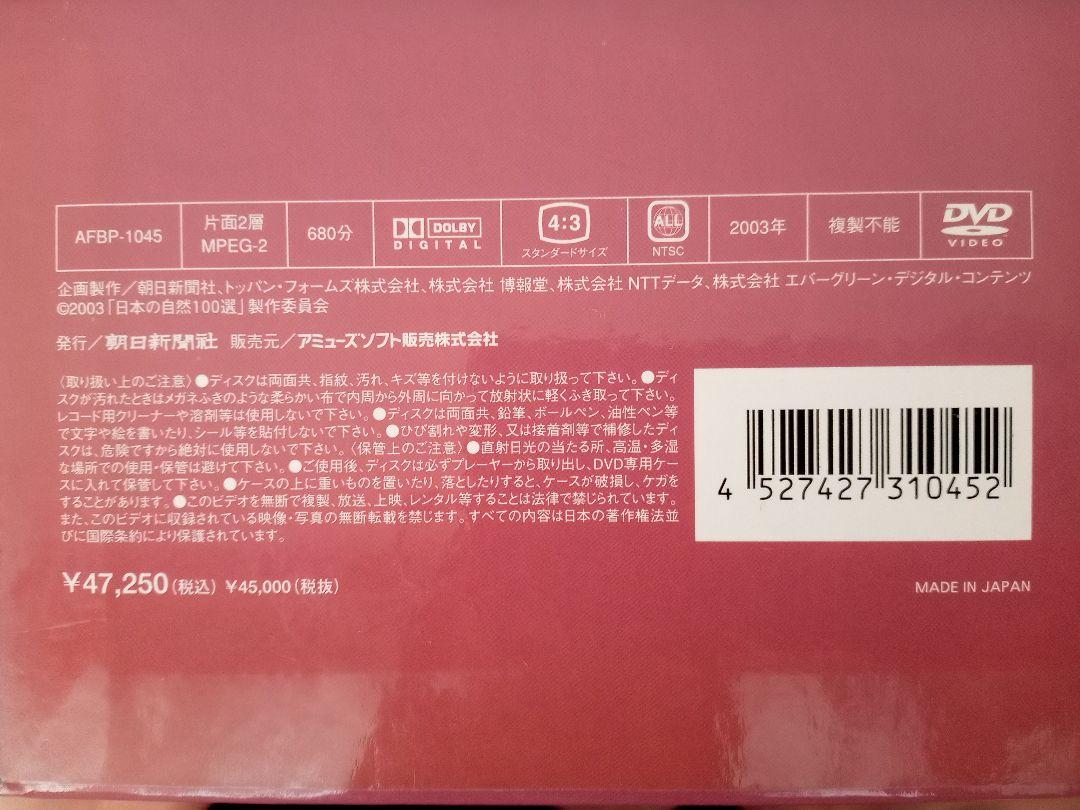 AFBP-1045
片面2層
MPEG-2
680分
DOLBY
DIGITAL
4:3
スタンダードサイズ
ALL
NTSC
2003年
複製不能
DVD
VIDEO
企画製作／朝日新聞社、トッパン・フォームズ株式会社、株式会社 博報堂、株式会社 NTTデータ、株式会社 エバーグリーン・デジタル・コンテンツ
©2003「日本の自然100選」製作委員会
発行／朝日新聞社 販売元／アミューズソフト販売株式会社
〈取り扱い上のご注意〉●ディスクは両面共、指紋、汚れ、キズ等を付けないように取り扱って下さい。●ディ
スクが汚れたときはメガネふきのような柔らかい布で内周から外周に向かって放射状に軽くふき取って下さい。
レコード用クリーナーや溶剤等は使用しないで下さい。●ディスクは両面共、鉛筆、ボールペン、油性ペン等
で文字や絵を書いたり、シール等を貼付しないで下さい。●ひび割れや変形、又は接着剤等で補修したディ
スクは、危険ですから絶対に使用しないで下さい。〈保管上のご注意〉●直射日光の当たる所、高温・多湿
な場所での使用・保管は避けて下さい。●ご使用後、ディスクは必ずプレーヤーから取り出し、DVD専用ケー
スに入れて保管して下さい。●ケースの上に重いものを置いたり、落としたりすると、ケースが破損し、ケガを
することがあります。●このビデオを無断で複製、放送、上映、レンタル等することは法律で禁じられています。
また、このビデオに収録されている映像・写真の無断転載を禁じます。すべての内容は日本の著作権法並
びに国際条約により保護されています。
4 527427 310452
¥47,250(税込) ¥45,000(税抜)
MADE IN JAPAN